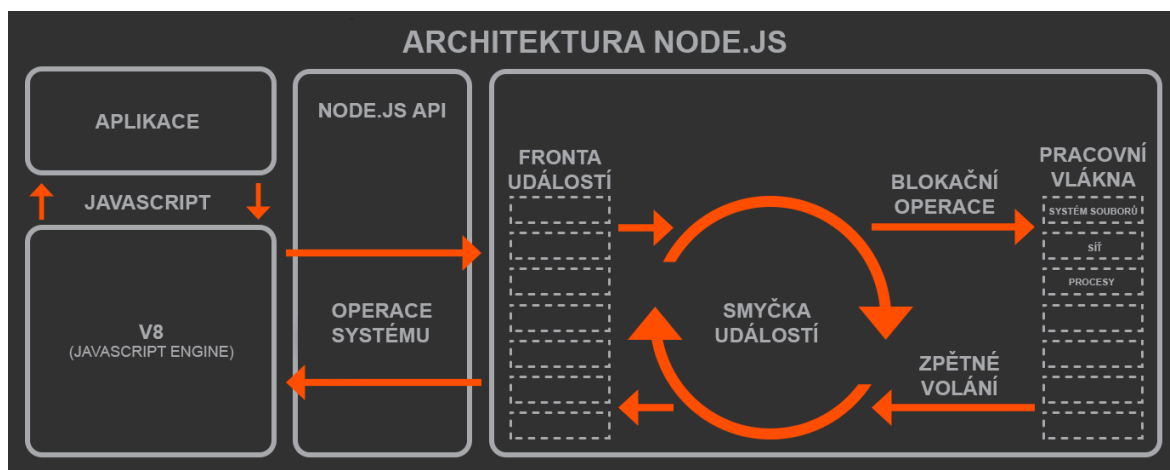 ARCHITEKTURA NODE.JS
APLIKACE
JAVASCRIPT
V8
(JAVASCRIPT ENGINE)
NODE.JS API
OPERACE
SYSTÉMU
FRONTA
UDÁLOSTÍ
SMYČKA
UDÁLOSTÍ
BLOKAČNÍ
OPERACE
ZPĚTNÉ
VOLÁNÍ
PRACOVNÍ
VLÁKNA
SYSTÉM SOUBORŮ
SÍŤ
PROCESY